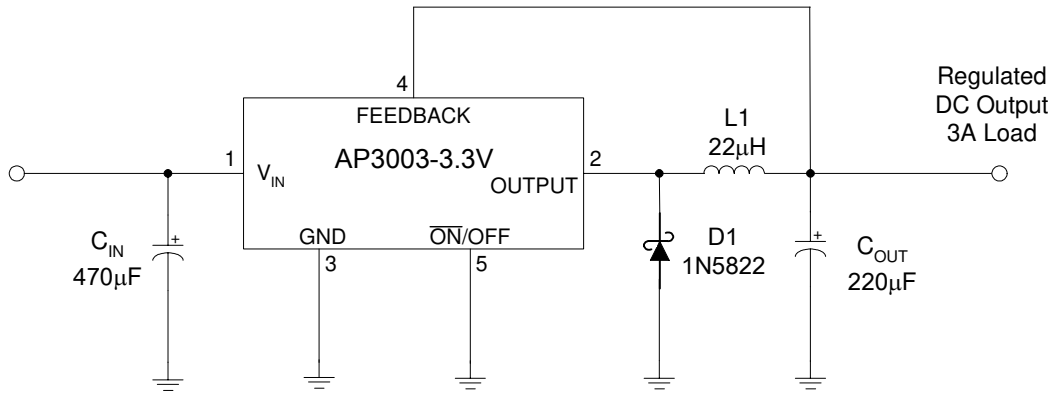 4
FEEDBACK
AP3003-3.3V
1
V_IN
2
OUTPUT
GND
O̅N̅/OFF
3
5
C_IN
470μF
L1
22μH
D1
1N5822
+
+
C_OUT
220μF
Regulated
DC Output
3A Load